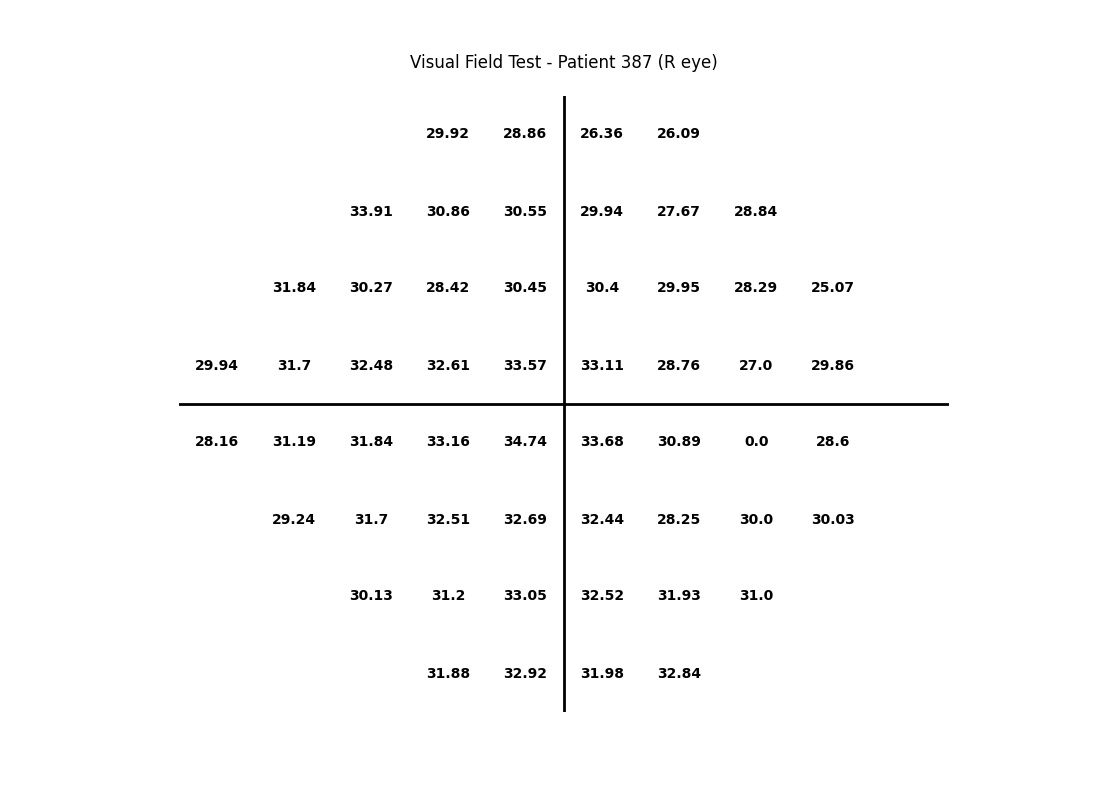 Visual Field Test - Patient 387 (R eye)
29.92 28.86 26.36 26.09
33.91 30.86 30.55 29.94 27.67 28.84
31.84 30.27 28.42 30.45 30.4 29.95 28.29 25.07
29.94 31.7 32.48 32.61 33.57 33.11 28.76 27.0 29.86
28.16 31.19 31.84 33.16 34.74 33.68 30.89 0.0 28.6
29.24 31.7 32.51 32.69 32.44 28.25 30.0 30.03
30.13 31.2 33.05 32.52 31.93 31.0
31.88 32.92 31.98 32.84